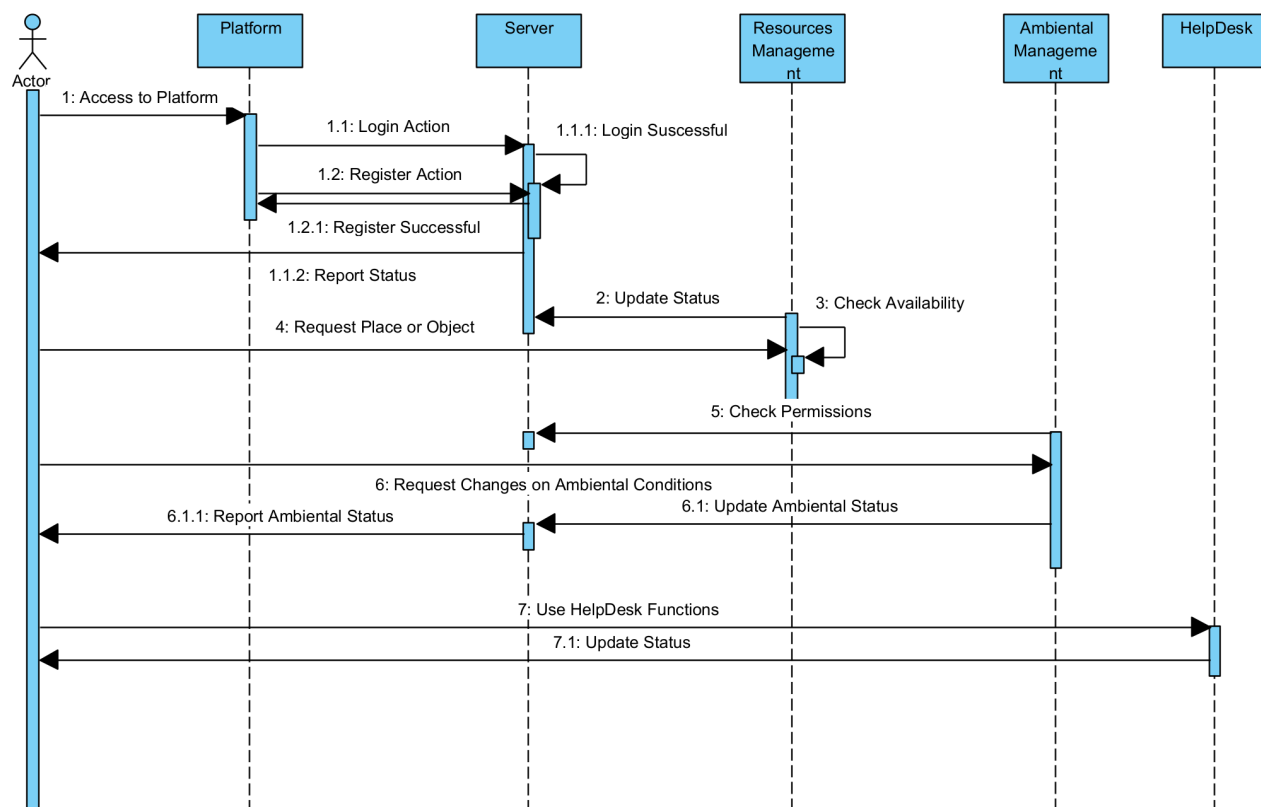 Platform
Server
Resources
Manageme
nt
Ambiental
Manageme
nt
HelpDesk
Actor
1: Access to Platform
1.1: Login Action
1.1.1: Login Suscessful
1.2: Register Action
1.2.1: Register Successful
1.1.2: Report Status
2: Update Status
3: Check Availability
4: Request Place or Object
5: Check Permissions
6: Request Changes on Ambiental Conditions
6.1: Update Ambiental Status
6.1.1: Report Ambiental Status
7: Use HelpDesk Functions
7.1: Update Status